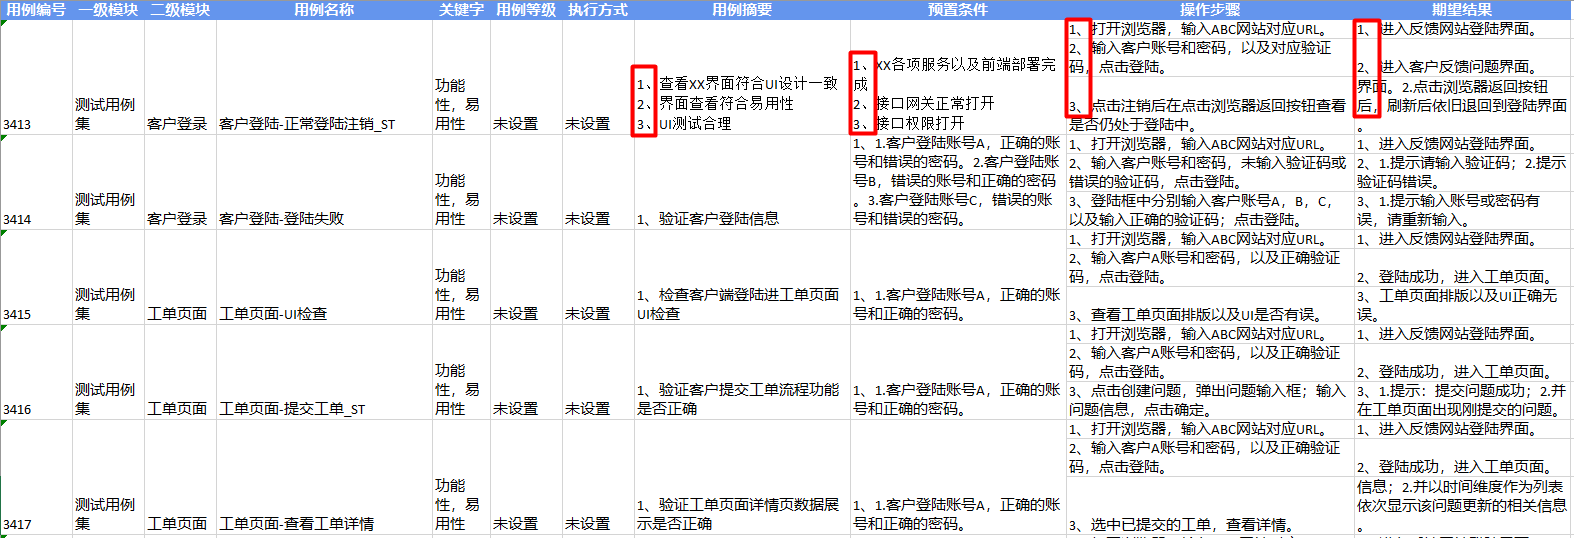 用例编号 一级模块 二级模块 用例名称 关键字 用例等级 执行方式 用例摘要 预置条件 操作步骤 期望结果
3413
测试用例
集
客户登录
客户登陆-正常登陆注销_ST
功能
性，易
用性
未设置
未设置
1、查看XX界面符合UI设计一致
2、界面查看符合易用性
3、UI测试合理
1、XX各项服务以及前端部署完
成
2、接口网关正常打开
3、接口权限打开
1、打开浏览器，输入ABC网站对应URL。
2、输入客户账号和密码，以及对应验证
码，点击登陆。
3、点击注销后在点击浏览器返回按钮查看
是否仍处于登陆中。
1、进入反馈网站登陆界面。
2、进入客户反馈问题界面。
界面。2.点击浏览器返回按钮
后，刷新后依旧退回到登陆界面
。
3414
测试用例
集
客户登录
客户登陆-登陆失败
功能
性，易
用性
未设置
未设置
1、验证客户登陆信息
1、1.客户登陆账号A，正确的账
号和错误的密码。2.客户登陆账
号B，错误的账号和正确的密码
。3.客户登陆账号C，错误的账
号和错误的密码。
1、打开浏览器，输入ABC网站对应URL。
2、输入客户账号和密码，未输入验证码或
错误的验证码，点击登陆。
3、登陆框中分别输入客户账号A，B，C，
以及输入正确的验证码；点击登陆。
1、进入反馈网站登陆界面。
2、1.提示请输入验证码；2.提示
验证码错误。
3、1.提示输入账号或密码有
误，请重新输入。
3415
测试用例
集
工单页面
工单页面-UI检查
功能
性，易
用性
未设置
未设置
1、检查客户端登陆进工单页面
UI检查
1、1.客户登陆账号A，正确的账
号和正确的密码。
1、打开浏览器，输入ABC网站对应URL。
2、输入客户A账号和密码，以及正确验证
码，点击登陆。
3、查看工单页面排版以及UI是否有误。
1、进入反馈网站登陆界面。
2、登陆成功，进入工单页面。
3、工单页面排版以及UI正确无
误。
3416
测试用例
集
工单页面
工单页面-提交工单_ST
功能
性，易
用性
未设置
未设置
1、验证客户提交工单流程功能
是否正确
1、1.客户登陆账号A，正确的账
号和正确的密码。
1、打开浏览器，输入ABC网站对应URL。
2、输入客户A账号和密码，以及正确验证
码，点击登陆。
3、点击创建问题，弹出问题输入框；输入
问题信息，点击确定。
1、进入反馈网站登陆界面。
2、登陆成功，进入工单页面。
3、1.提示：提交问题成功；2.并
在工单页面出现刚提交的问题。
3417
测试用例
集
工单页面
工单页面-查看工单详情
功能
性，易
用性
未设置
未设置
1、验证工单页面详情页数据展
示是否正确
1、1.客户登陆账号A，正确的账
号和正确的密码。
1、打开浏览器，输入ABC网站对应URL。
2、输入客户A账号和密码，以及正确验证
码，点击登陆。
3、选中已提交的工单，查看详情。
1、进入反馈网站登陆界面。
2、登陆成功，进入工单页面。
信息；2.并以时间维度作为列表
依次显示该问题更新的相关信息
。